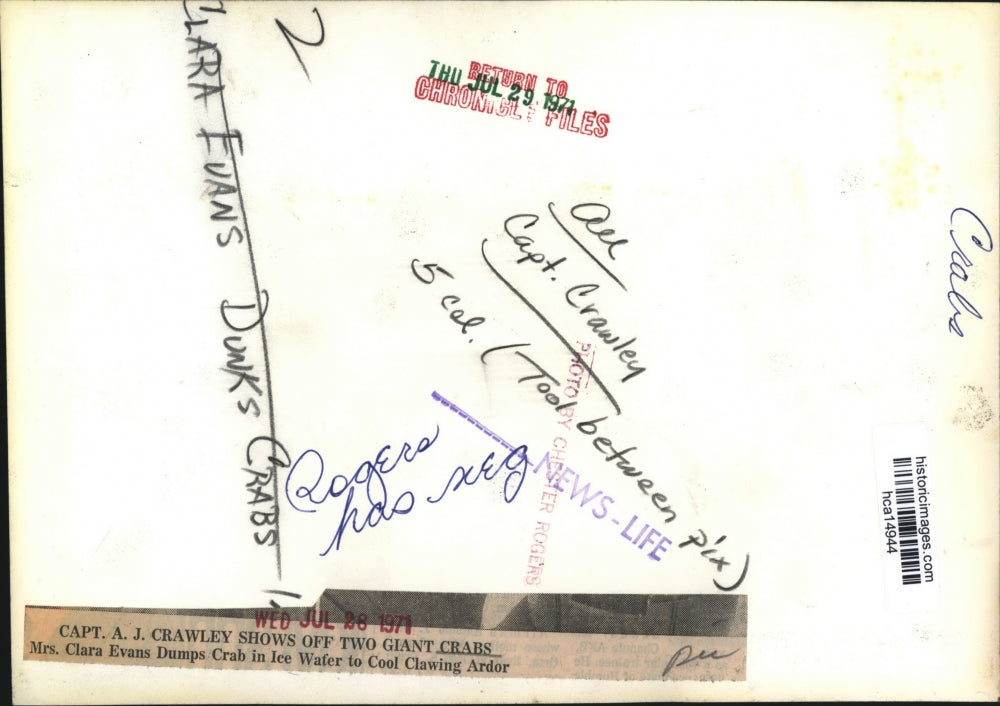 2
CLARA EVANS DUNKS CRABS
RETURN TO
CHRONICLE FILES
THU JUL 29 1971
Crabs
all
Capt. Crawley
5 col. (Took between pix)
PHOTO BY CHESTER ROGERS
NEWS-LIFE
Rogers
has neg
historicimages.com
hca14944
WED JUL 28 1971
CAPT. A. J. CRAWLEY SHOWS OFF TWO GIANT CRABS
Mrs. Clara Evans Dumps Crab in Ice Wafer to Cool Clawing Ardor